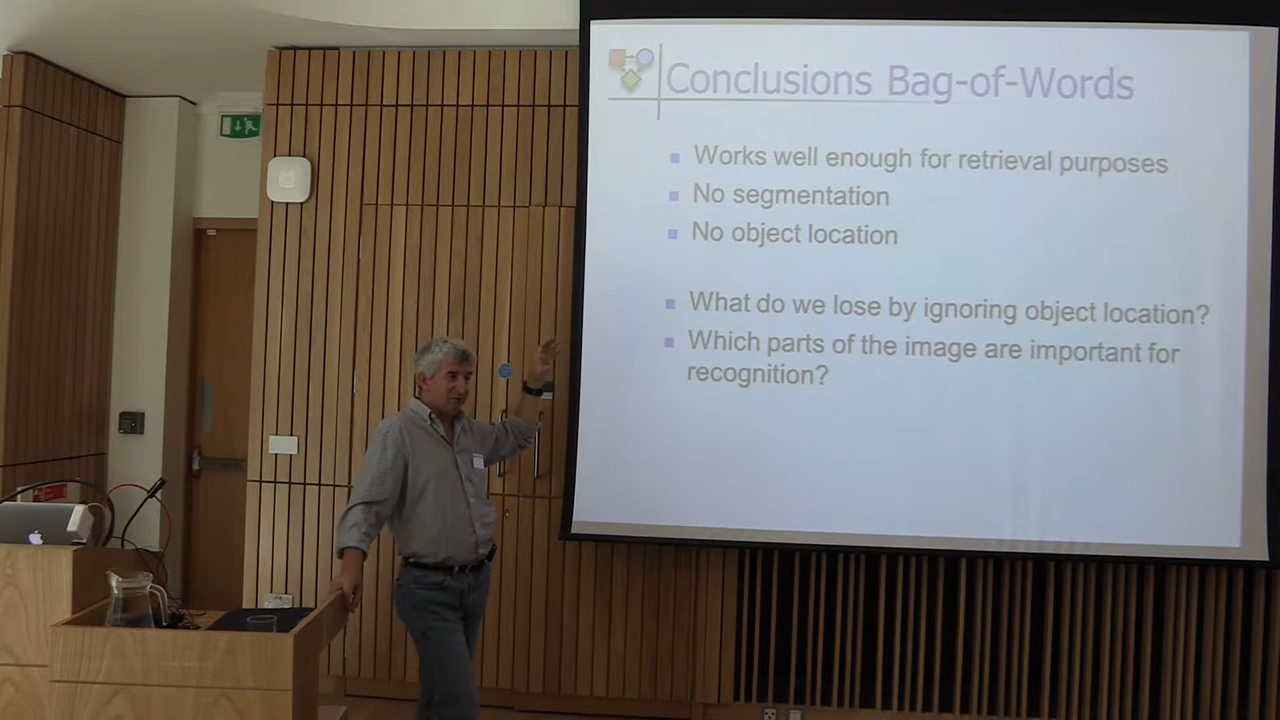 Conclusions Bag-of-Words
Works well enough for retrieval purposes
No segmentation
No object location
What do we lose by ignoring object location?
Which parts of the image are important for
recognition?